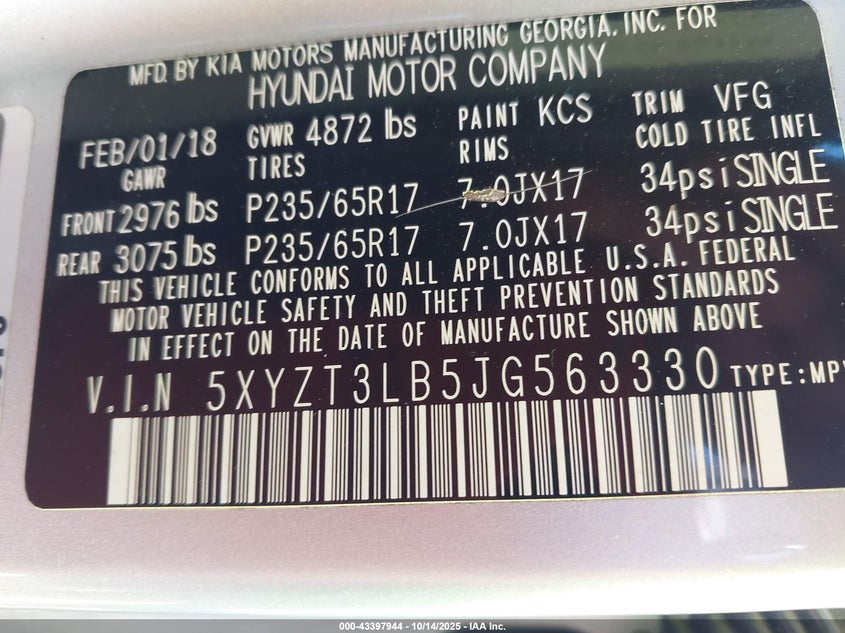 MFD. BY KIA MOTORS MANUFACTURING GEORGIA, INC. FOR
HYUNDAI MOTOR COMPANY
FEB/01/18 GVWR 4872 lbs PAINT KCS TRIM VFG
GAWR TIRES RIMS COLD TIRE INFL
FRONT 2976 lbs P235/65R17 7.0JX17 34psi SINGLE
REAR 3075 lbs P235/65R17 7.0JX17 34psi SINGLE
THIS VEHICLE CONFORMS TO ALL APPLICABLE U.S.A. FEDERAL
MOTOR VEHICLE SAFETY AND THEFT PREVENTION STANDARDS
IN EFFECT ON THE DATE OF MANUFACTURE SHOWN ABOVE
V.I.N 5XYZT3LB5JG563330 TYPE:MPV
000-43397944 | 10/14/2025 - IAA Inc.